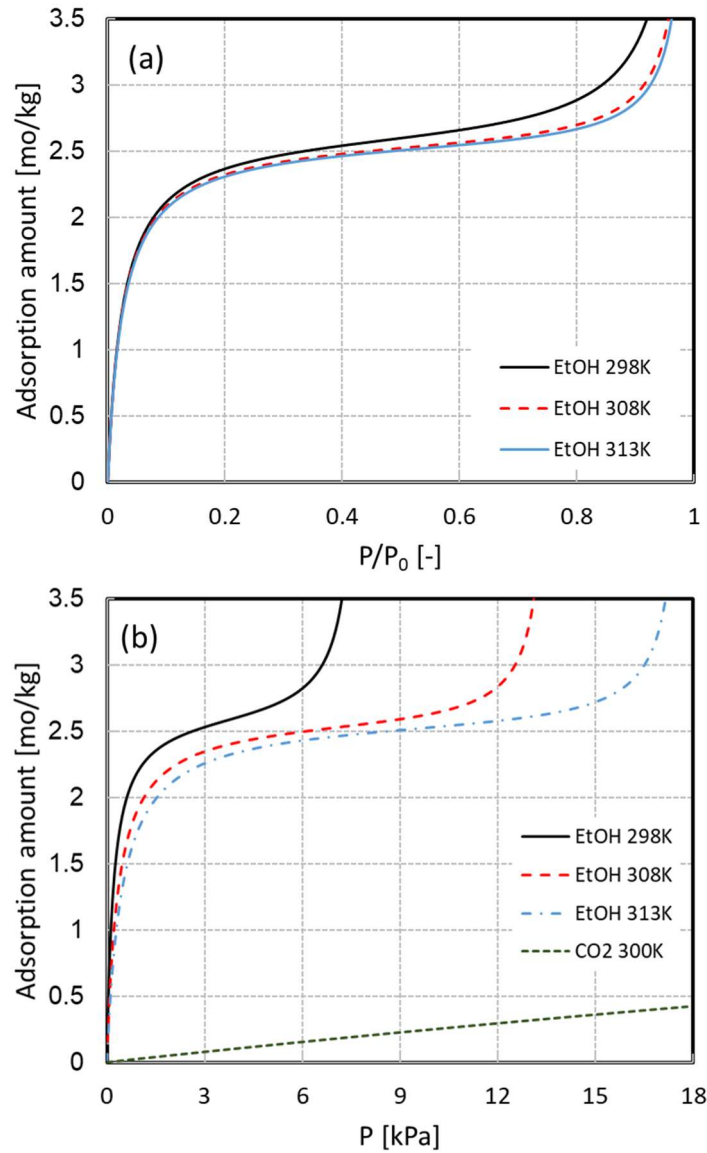 (a)
Adsorption amount [mo/kg]
3.5
3
2.5
2
1.5
1
0.5
0
EtOH 298K
EtOH 308K
EtOH 313K
0 0.2 0.4 0.6 0.8 1
P/P0 [-]
(b)
Adsorption amount [mo/kg]
3.5
3
2.5
2
1.5
1
0.5
0
EtOH 298K
EtOH 308K
EtOH 313K
CO2 300K
0 3 6 9 12 15 18
P [kPa]